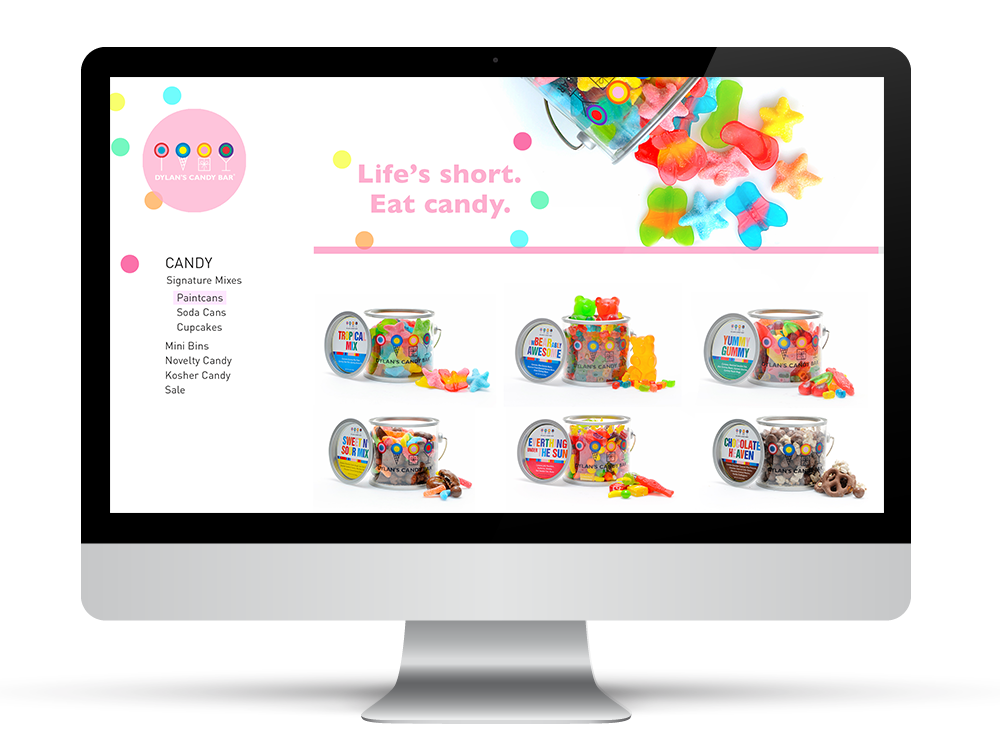 DYLAN'S CANDY BAR
Life's short.
Eat candy.
CANDY
Signature Mixes
Paintcans
Soda Cans
Cupcakes
Mini Bins
Novelty Candy
Kosher Candy
Sale
TROPICAL
MIX
DYLAN'S CANDY BAR
UNBEARABLE
AWESOME
DYLAN'S CANDY BAR
YUMMY
GUMMY
DYLAN'S CANDY BAR
SWEET N'
SOUR MIX
DYLAN'S CANDY BAR
EVERYTHING
UNDER THE SUN
DYLAN'S CANDY BAR
CHOCOLATE
HEAVEN
DYLAN'S CANDY BAR